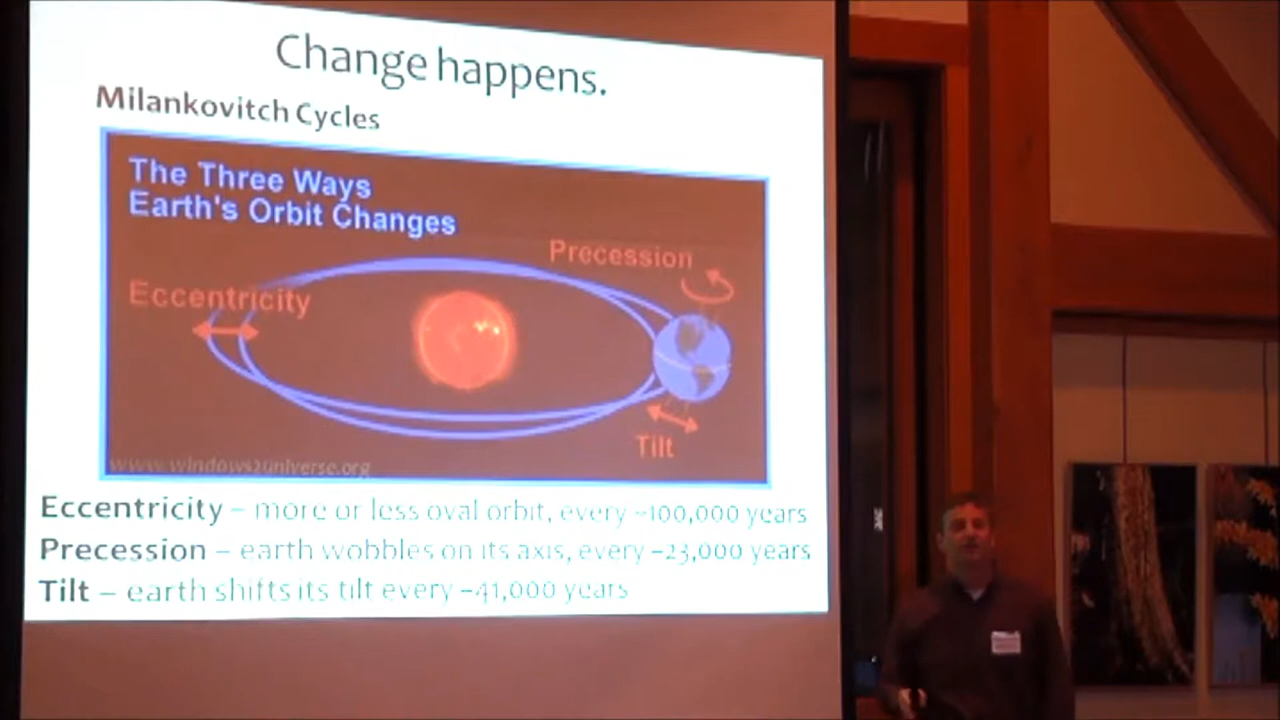 Change happens.
Milankovitch Cycles
The Three Ways
Earth's Orbit Changes
Precession
Eccentricity
Tilt
www.windows2universe.org
Eccentricity – more or less oval orbit, every ~100,000 years
Precession – earth wobbles on its axis, every ~23,000 years
Tilt – earth shifts its tilt every ~41,000 years